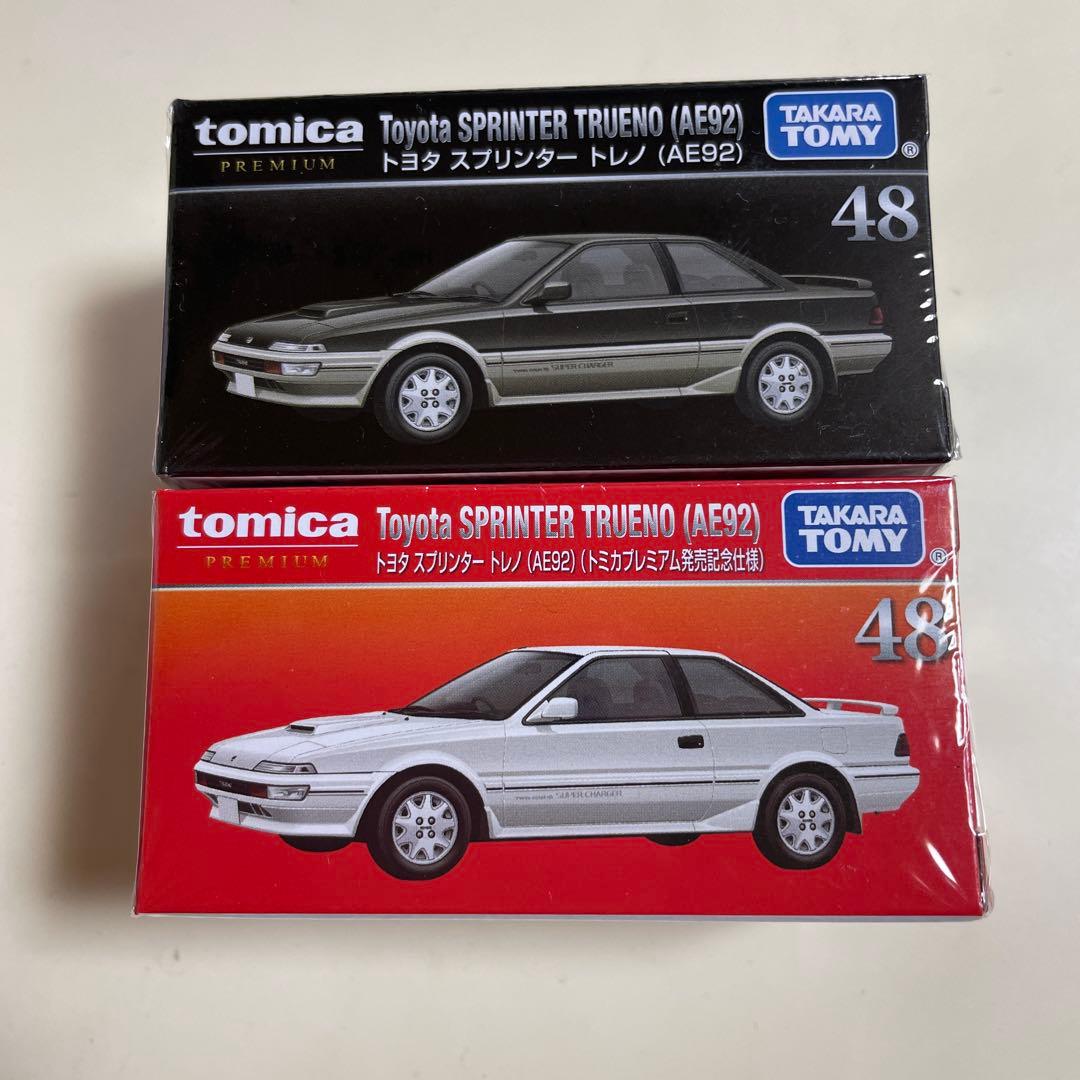 tomica
PREMIUM
Toyota SPRINTER TRUENO (AE92)
トヨタ スプリンター トレノ (AE92)
TAKARA
TOMY
®
48
SUPER CHARGER
tomica
PREMIUM
Toyota SPRINTER TRUENO (AE92)
トヨタ スプリンター トレノ (AE92) (トミカプレミアム発売記念仕様)
TAKARA
TOMY
®
48
SUPER CHARGER